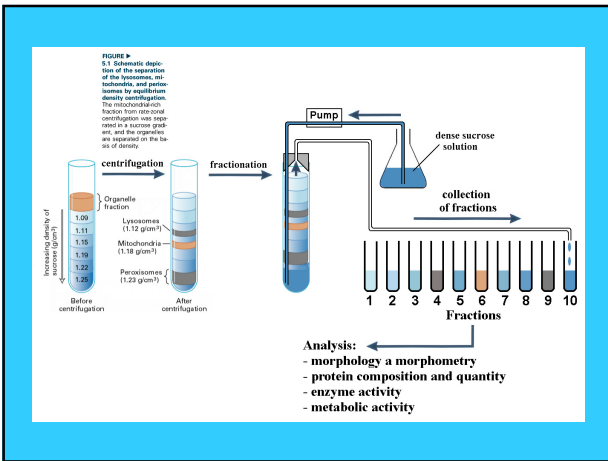 FIGURE ▶
5.1 Schematic depic-
tion of the separation
of the lysosomes, mi-
tochondria, and perox-
isomes by equilibrium
density centrifugation.
The mitochondrial-rich
fraction from rate-zonal
centrifugation was sepa-
rated in a sucrose gradi-
ent, and the organelles
are separated on the ba-
sis of density.
centrifugation
fractionation
Pump
dense sucrose
solution
collection
of fractions
Increasing density of
sucrose (g/cm³)
Organelle
fraction
1.09
1.11
1.15
1.19
1.22
1.25
Before
centrifugation
Lysosomes
(1.12 g/cm³)
Mitochondria
(1.18 g/cm³)
Peroxisomes
(1.23 g/cm³)
After
centrifugation
1 2 3 4 5 6 7 8 9 10
Fractions
Analysis:
- morphology a morphometry
- protein composition and quantity
- enzyme activity
- metabolic activity